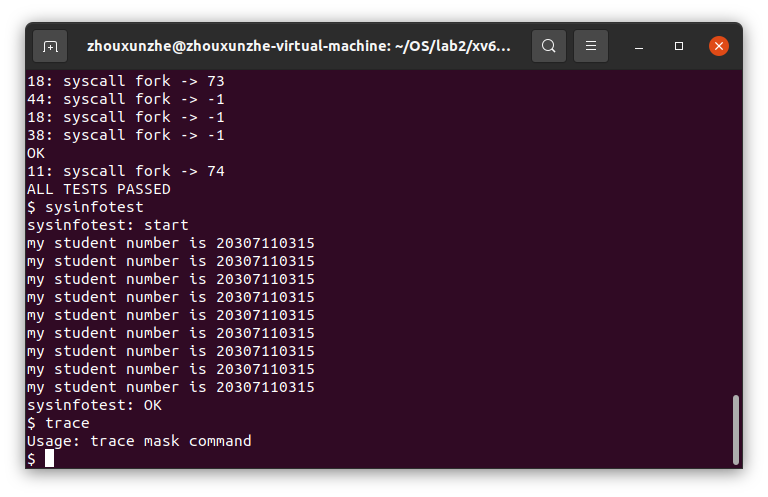 zhouxunzhe@zhouxunzhe-virtual-machine: ~/OS/lab2/xv6...
18: syscall fork -> 73
44: syscall fork -> -1
18: syscall fork -> -1
38: syscall fork -> -1
OK
11: syscall fork -> 74
ALL TESTS PASSED
$ sysinfotest
sysinfotest: start
my student number is 20307110315
my student number is 20307110315
my student number is 20307110315
my student number is 20307110315
my student number is 20307110315
my student number is 20307110315
my student number is 20307110315
my student number is 20307110315
my student number is 20307110315
sysinfotest: OK
$ trace
Usage: trace mask command
$